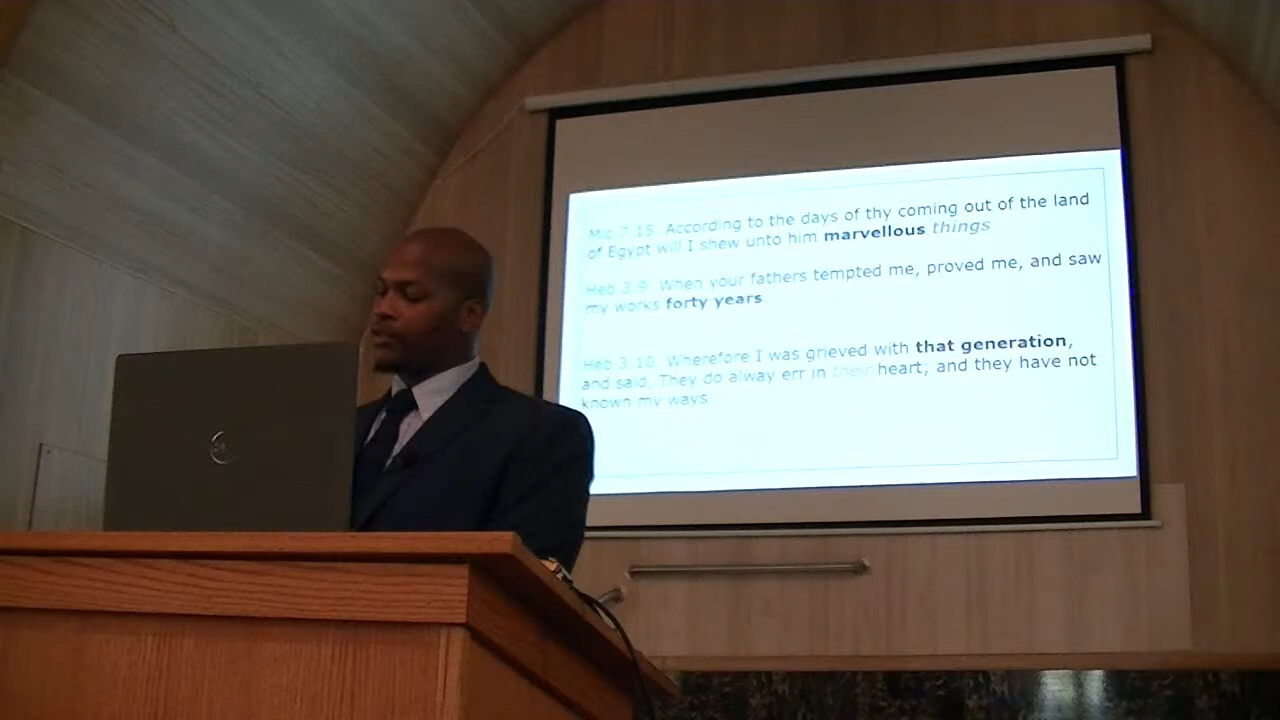 Mic 7:15 According to the days of thy coming out of the land
of Egypt will I shew unto him marvellous things
Heb 3:9 When your fathers tempted me, proved me, and saw
my works forty years.
Heb 3:10 Wherefore I was grieved with that generation,
and said, They do alway err in their heart; and they have not
known my ways